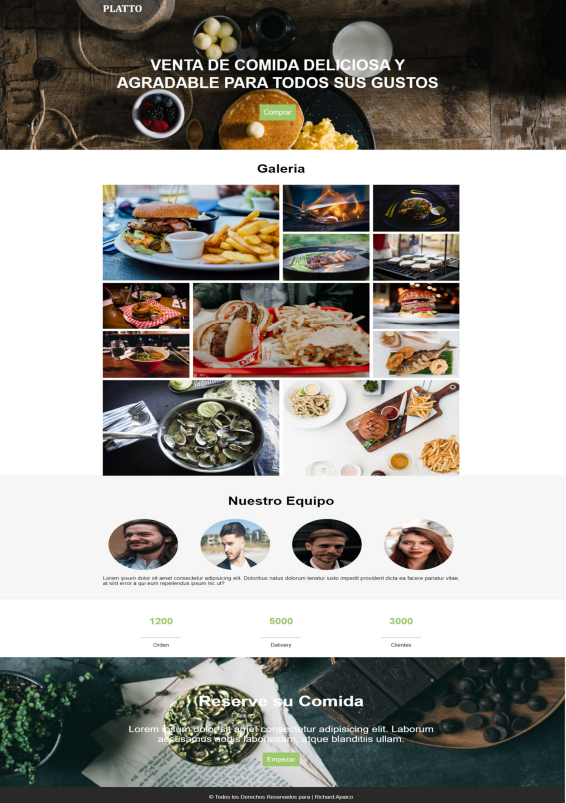 PLATTO
VENTA DE COMIDA DELICIOSA Y
AGRADABLE PARA TODOS SUS GUSTOS
Comprar
Galeria
Nuestro Equipo
Lorem ipsum dolor sit amet consectetur adipisicing elit. Doloribus natus dolorum tenetur iusto impedit provident dicta ea facere pariatur vitae,
at sint error a qui eum repellendus ipsum hic ut?
1200
5000
3000
Orden
Delivery
Clientes
Reserve su Comida
Lorem ipsum dolor sit amet consectetur adipisicing elit. Laborum
accusamus nobis laboriosam, atque blanditiis ullam.
Empezar
© Todos los Derechos Reservados para | Richard Apaico